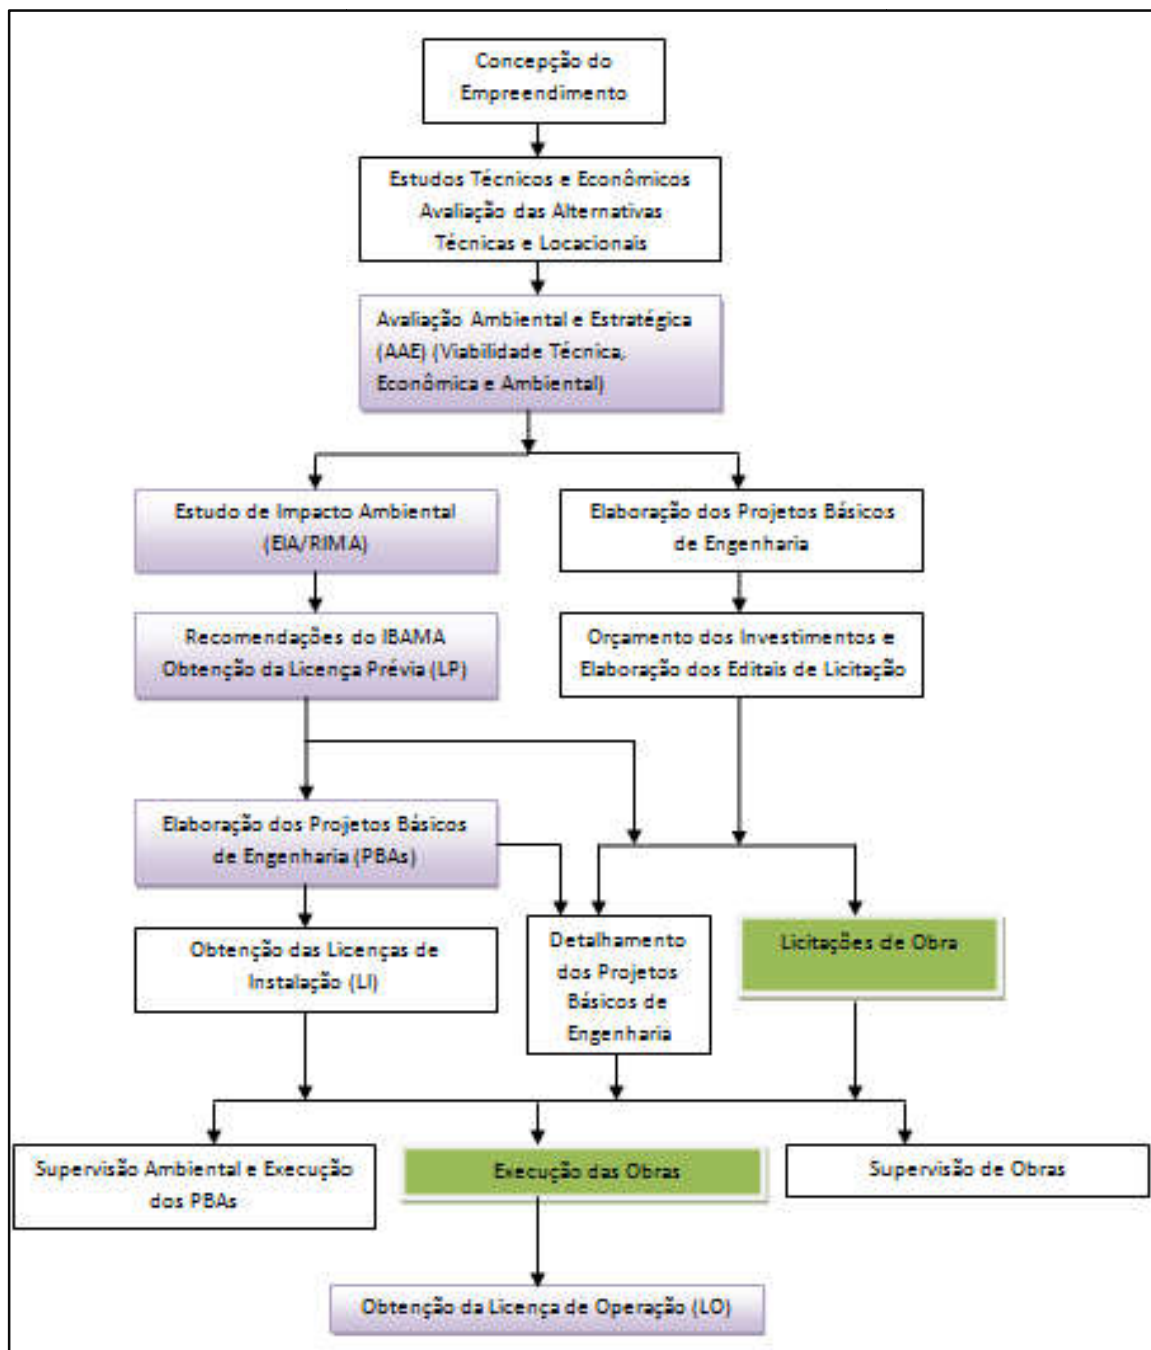 Concepção do
Empreendimento
Estudos Técnicos e Econômicos
Avaliação das Alternativas
Técnicas e Locacionais
Avaliação Ambiental e Estratégica
(AAE) (Viabilidade Técnica,
Econômica e Ambiental)
Estudo de Impacto Ambiental
(EIA/RIMA)
Elaboração dos Projetos Básicos
de Engenharia
Recomendações do IBAMA
Obtenção da Licença Prévia (LP)
Orçamento dos Investimentos e
Elaboração dos Editais de Licitação
Elaboração dos Projetos Básicos
de Engenharia (PBAs)
Obtenção das Licenças de
Instalação (LI)
Detalhamento
dos Projetos
Básicos de
Engenharia
Licitações de Obra
Supervisão Ambiental e Execução
dos PBAs
Execução das Obras
Supervisão de Obras
Obtenção da Licença de Operação (LO)